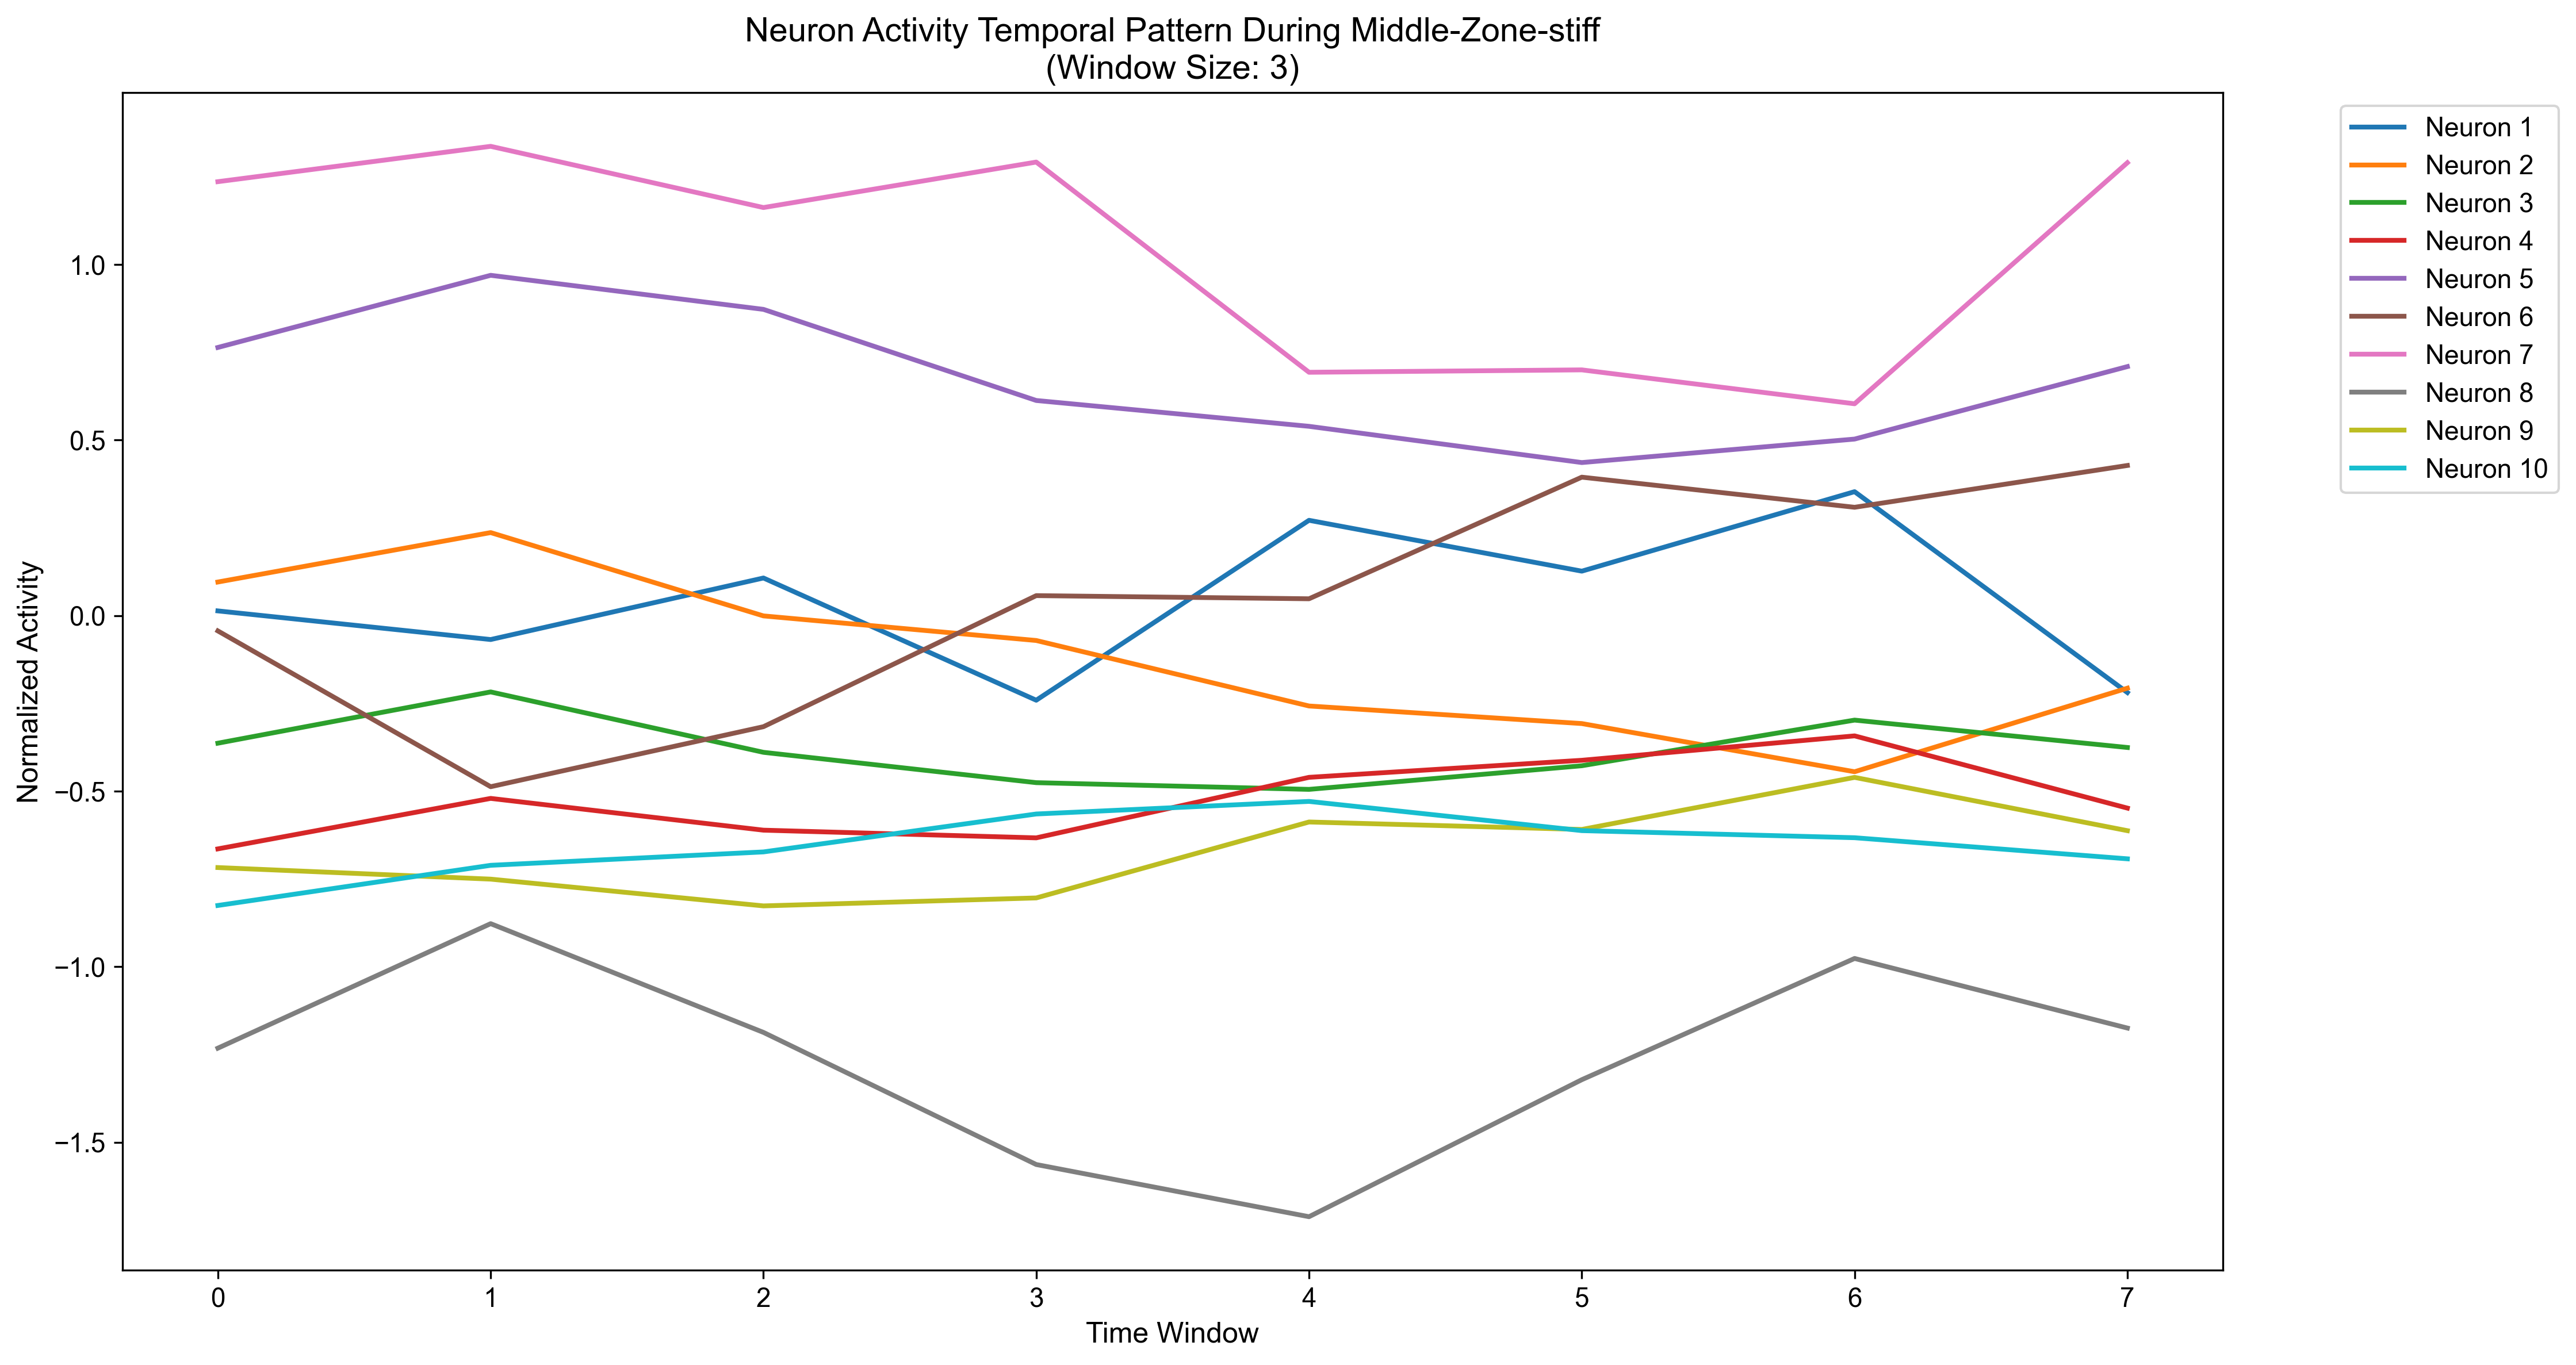 Neuron Activity Temporal Pattern During Middle-Zone-stiff
(Window Size: 3)
Normalized Activity
1.0
0.5
0.0
−0.5
−1.0
−1.5
0 1 2 3 4 5 6 7
Time Window
Neuron 1
Neuron 2
Neuron 3
Neuron 4
Neuron 5
Neuron 6
Neuron 7
Neuron 8
Neuron 9
Neuron 10